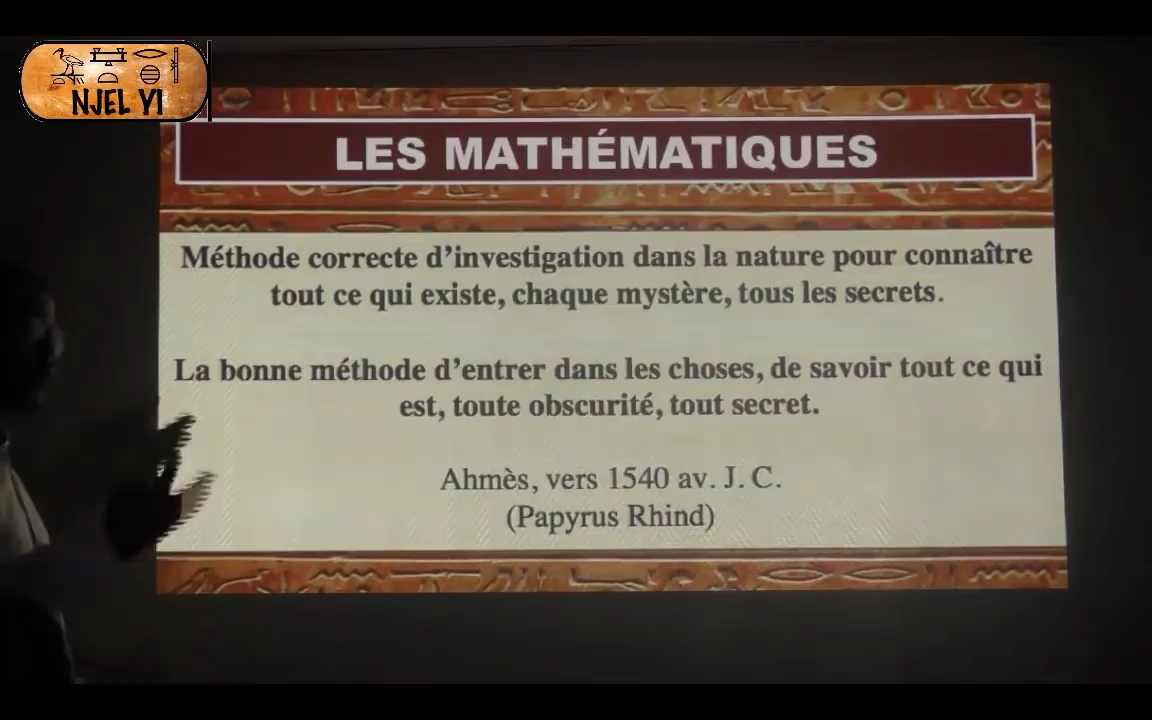 NJEL YI
LES MATHÉMATIQUES
Méthode correcte d’investigation dans la nature pour connaître
tout ce qui existe, chaque mystère, tous les secrets.
La bonne méthode d’entrer dans les choses, de savoir tout ce qui
est, toute obscurité, tout secret.
Ahmès, vers 1540 av. J. C.
(Papyrus Rhind)